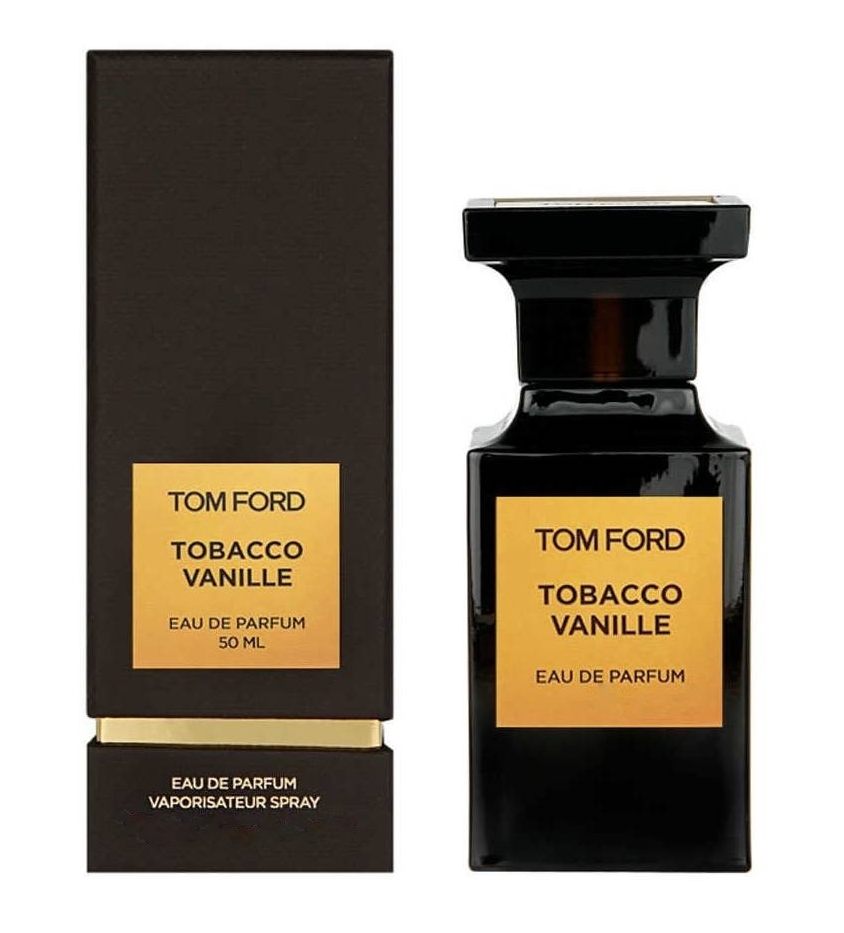 TOM FORD
TOBACCO
VANILLE
EAU DE PARFUM
50 ML
EAU DE PARFUM
VAPORISATEUR SPRAY
TOM FORD
TOBACCO
VANILLE
EAU DE PARFUM